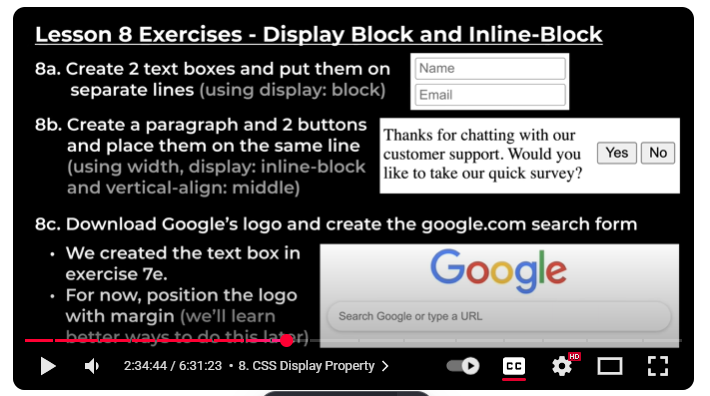 Lesson 8 Exercises - Display Block and Inline-Block
8a. Create 2 text boxes and put them on
separate lines (using display: block)
Name
Email
8b. Create a paragraph and 2 buttons
and place them on the same line
(using width, display: inline-block
and vertical-align: middle)
Thanks for chatting with our
customer support. Would you
like to take our quick survey?
Yes No
8c. Download Google's logo and create the google.com search form
• We created the text box in
exercise 7e.
• For now, position the logo
with margin (we'll learn
better ways to do this later)
Google
Search Google or type a URL
2:34:44 / 6:31:23 • 8. CSS Display Property
CC
HD